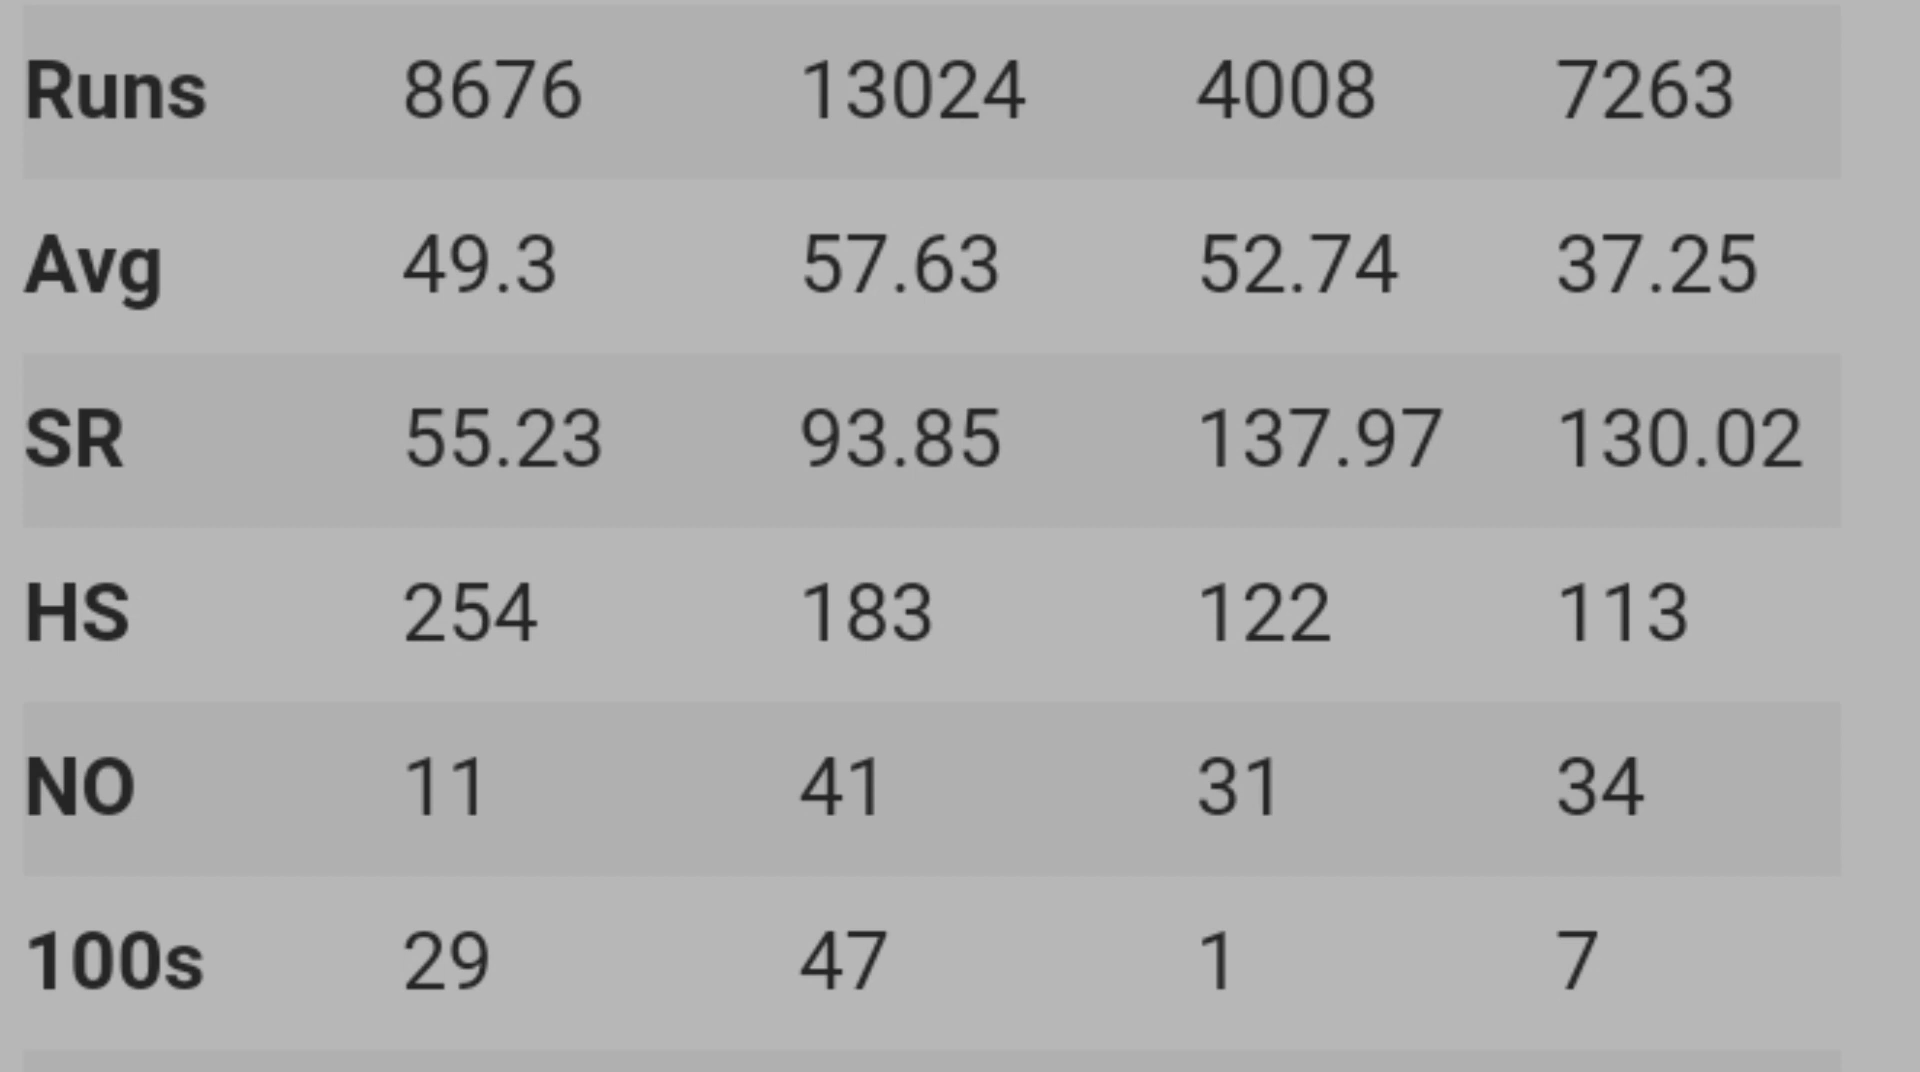 Runs 8676 13024 4008 7263
Avg 49.3 57.63 52.74 37.25
SR 55.23 93.85 137.97 130.02
HS 254 183 122 113
NO 11 41 31 34
100s 29 47 1 7